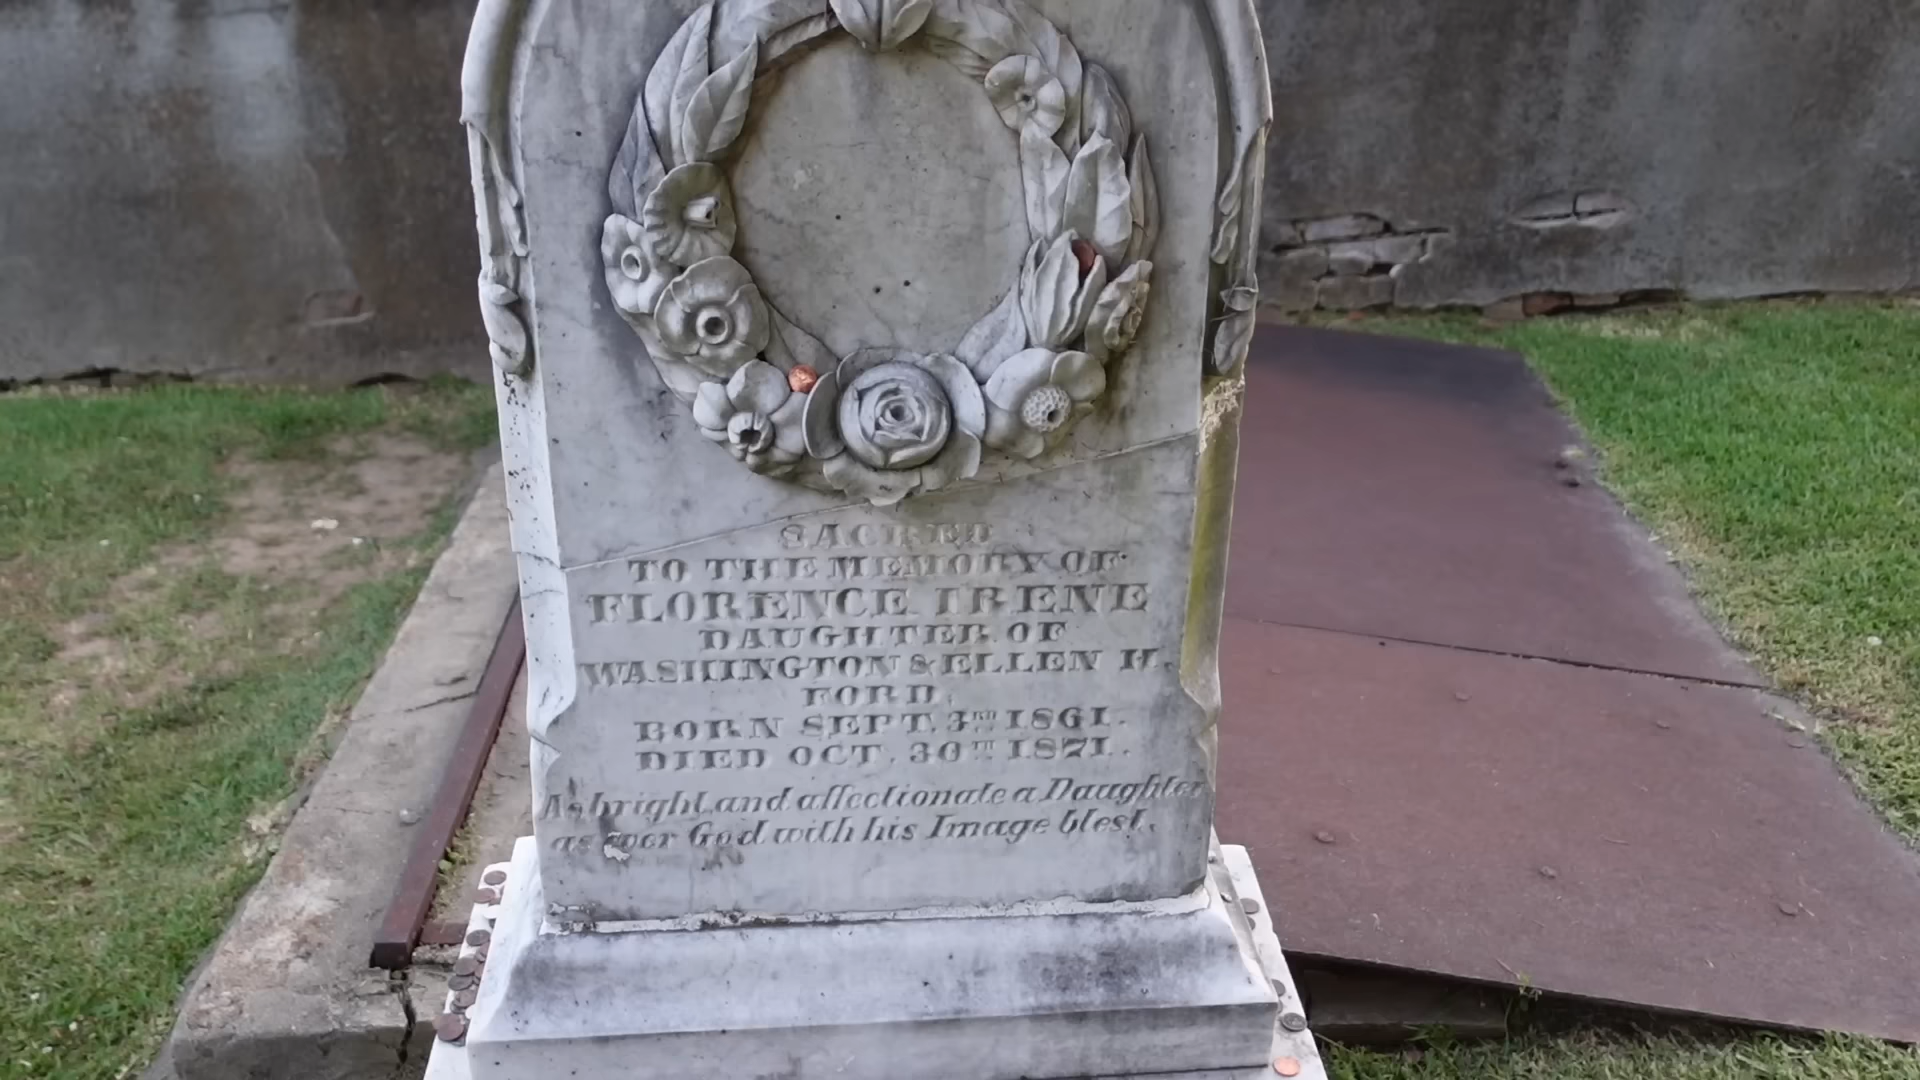 SACRED
TO THE MEMORY OF
FLORENCE IRENE
DAUGHTER OF
WASHINGTON & ELLEN H.
FORD,
BORN SEPT. 3RD 1861.
DIED OCT. 30TH 1871.
As bright and affectionate a Daughter
as ever God with his Image blest.